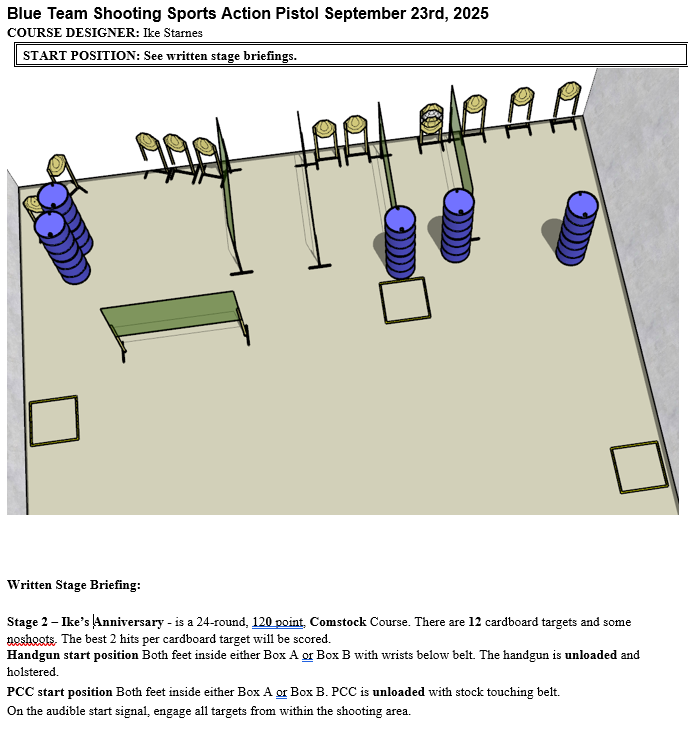 Blue Team Shooting Sports Action Pistol September 23rd, 2025
COURSE DESIGNER: Ike Starnes
START POSITION: See written stage briefings.
Written Stage Briefing:
Stage 2 – Ike's Anniversary - is a 24-round, 120 point, Comstock Course. There are 12 cardboard targets and some
noshoots. The best 2 hits per cardboard target will be scored.
Handgun start position Both feet inside either Box A or Box B with wrists below belt. The handgun is unloaded and
holstered.
PCC start position Both feet inside either Box A or Box B. PCC is unloaded with stock touching belt.
On the audible start signal, engage all targets from within the shooting area.